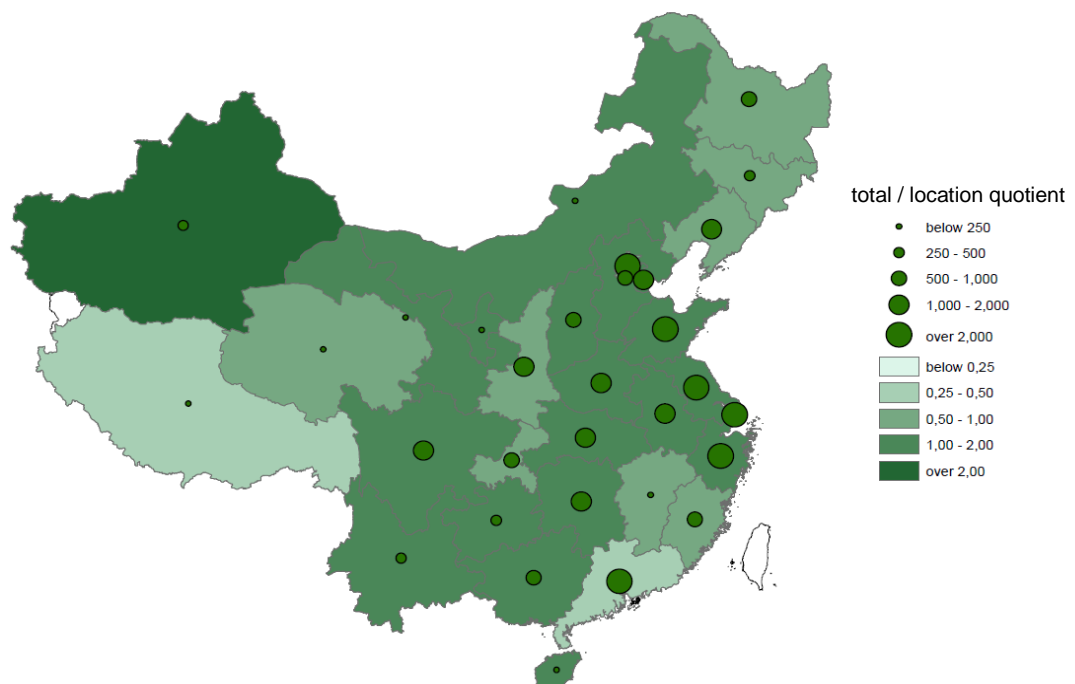 total / location quotient
below 250
250 - 500
500 - 1,000
1,000 - 2,000
over 2,000
below 0,25
0,25 - 0,50
0,50 - 1,00
1,00 - 2,00
over 2,00